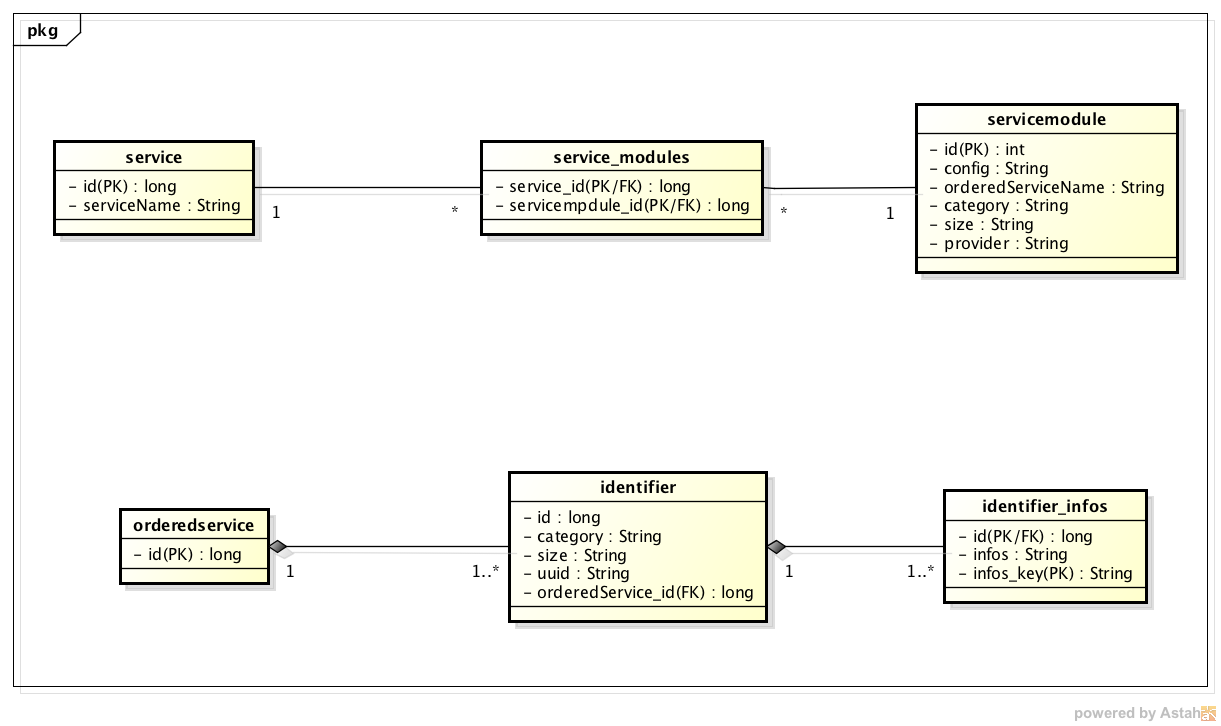 pkg
service
- id(PK) : long
- serviceName : String
1
*
service_modules
- service_id(PK/FK) : long
- servicempdule_id(PK/FK) : long
*
1
servicemodule
- id(PK) : int
- config : String
- orderedServiceName : String
- category : String
- size : String
- provider : String
orderedservice
- id(PK) : long
1
1..*
identifier
- id : long
- category : String
- size : String
- uuid : String
- orderedService_id(FK) : long
1
1..*
identifier_infos
- id(PK/FK) : long
- infos : String
- infos_key(PK) : String
powered by Astah